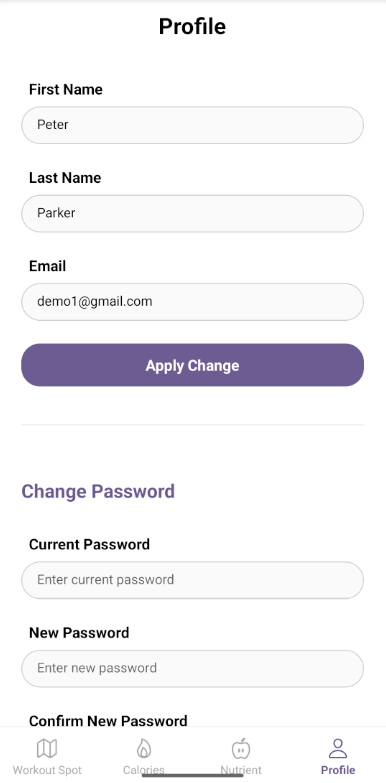 Profile
First Name
Peter
Last Name
Parker
Email
demo1@gmail.com
Apply Change
Change Password
Current Password
Enter current password
New Password
Enter new password
Confirm New Password
Workout Spot
Calories
Nutrient
Profile